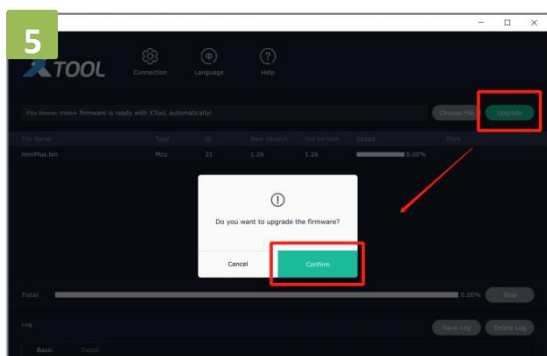 5
XTOOL
Connection Language Help
File Name: mini+ firmware is ready with XTool, automatically!
Choose File Upgrade
File Name Type ID New Version Old Version Speed More
miniPlus.bin Mcu 21 1.28 1.26 0.00%
Do you want to upgrade the firmware?
Cancel Confirm
Total 0.00% Stop
Log Save Log Delete Log
Basic Detail